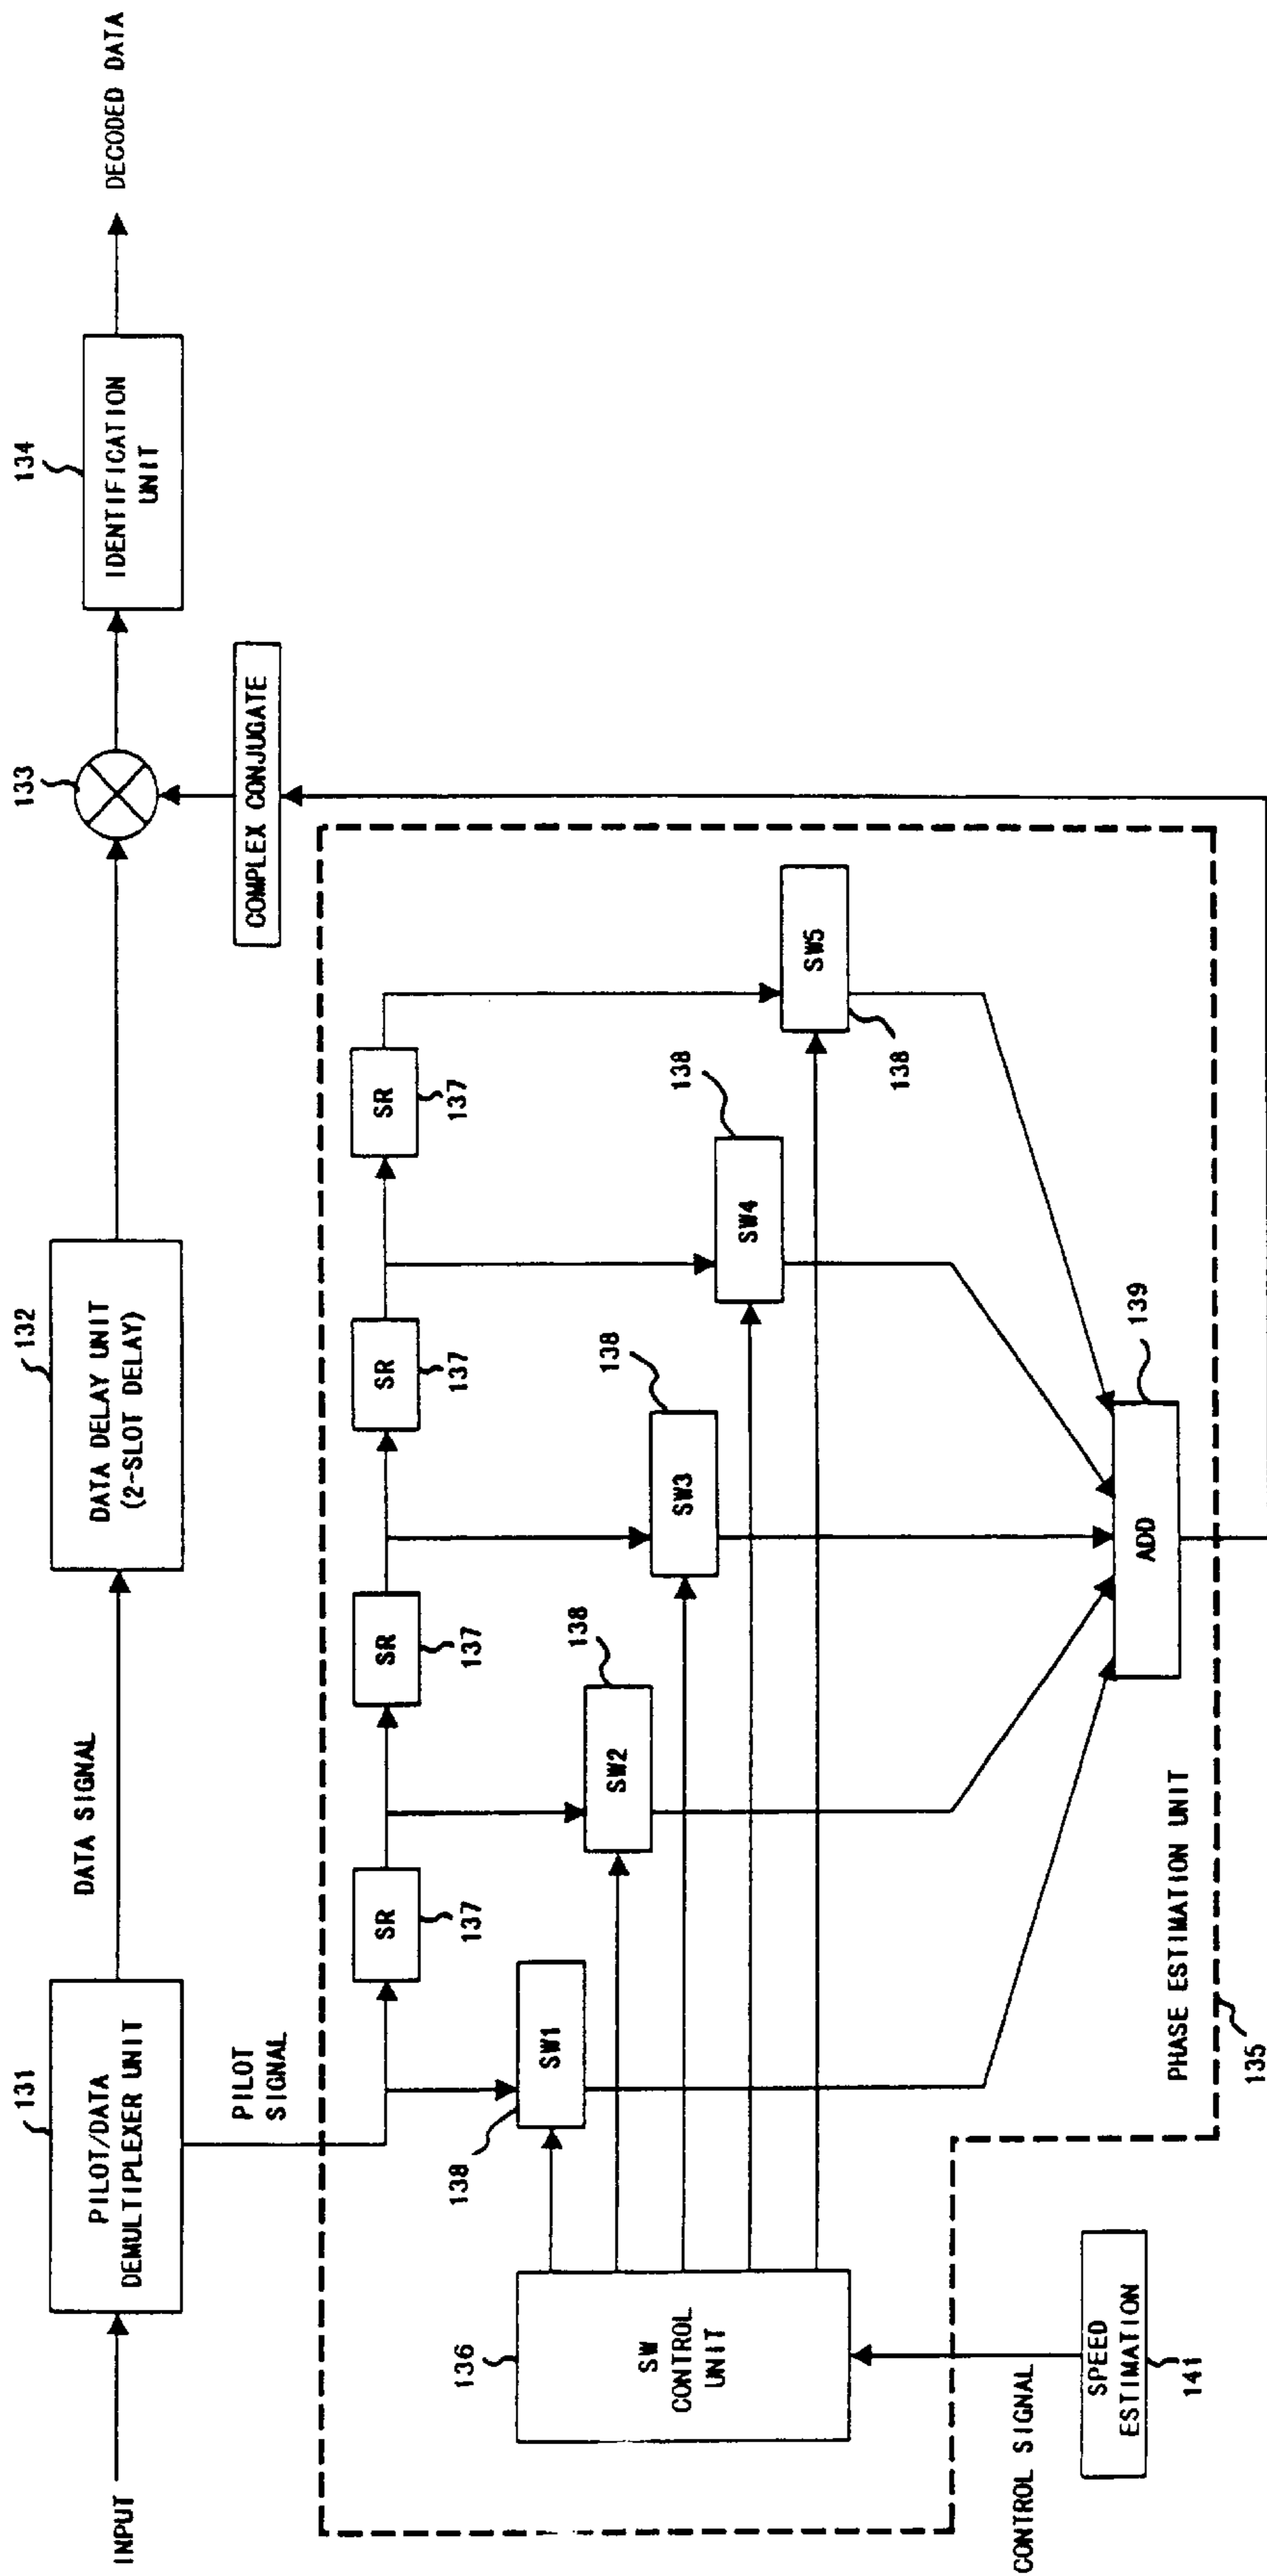 INPUT
131
PILOT/DATA
DEMULTIPLEXER UNIT
DATA SIGNAL
132
DATA DELAY UNIT
(2-SLOT DELAY)
133
134
IDENTIFICATION
UNIT
DECODED DATA
PILOT
SIGNAL
COMPLEX CONJUGATE
SR
137
SR
137
SR
137
SR
137
138
SW1
138
SW2
138
SW3
138
SW4
SW5
138
136
SW
CONTROL
UNIT
139
ADD
PHASE ESTIMATION UNIT
135
CONTROL SIGNAL
SPEED
ESTIMATION
141